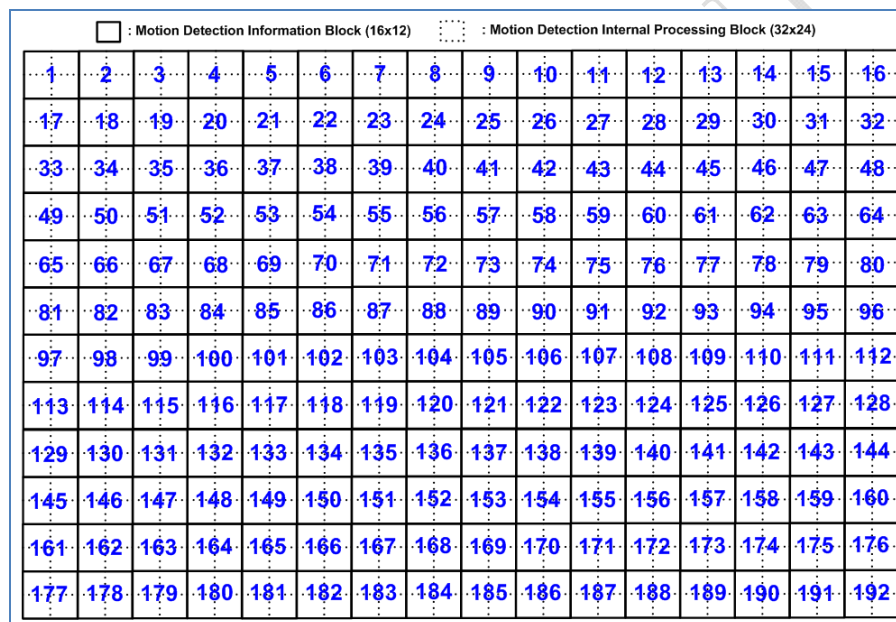 : Motion Detection Information Block (16x12) : Motion Detection Internal Processing Block (32x24)
1 2 3 4 5 6 7 8 9 10 11 12 13 14 15 16
17 18 19 20 21 22 23 24 25 26 27 28 29 30 31 32
33 34 35 36 37 38 39 40 41 42 43 44 45 46 47 48
49 50 51 52 53 54 55 56 57 58 59 60 61 62 63 64
65 66 67 68 69 70 71 72 73 74 75 76 77 78 79 80
81 82 83 84 85 86 87 88 89 90 91 92 93 94 95 96
97 98 99 100 101 102 103 104 105 106 107 108 109 110 111 112
113 114 115 116 117 118 119 120 121 122 123 124 125 126 127 128
129 130 131 132 133 134 135 136 137 138 139 140 141 142 143 144
145 146 147 148 149 150 151 152 153 154 155 156 157 158 159 160
161 162 163 164 165 166 167 168 169 170 171 172 173 174 175 176
177 178 179 180 181 182 183 184 185 186 187 188 189 190 191 192